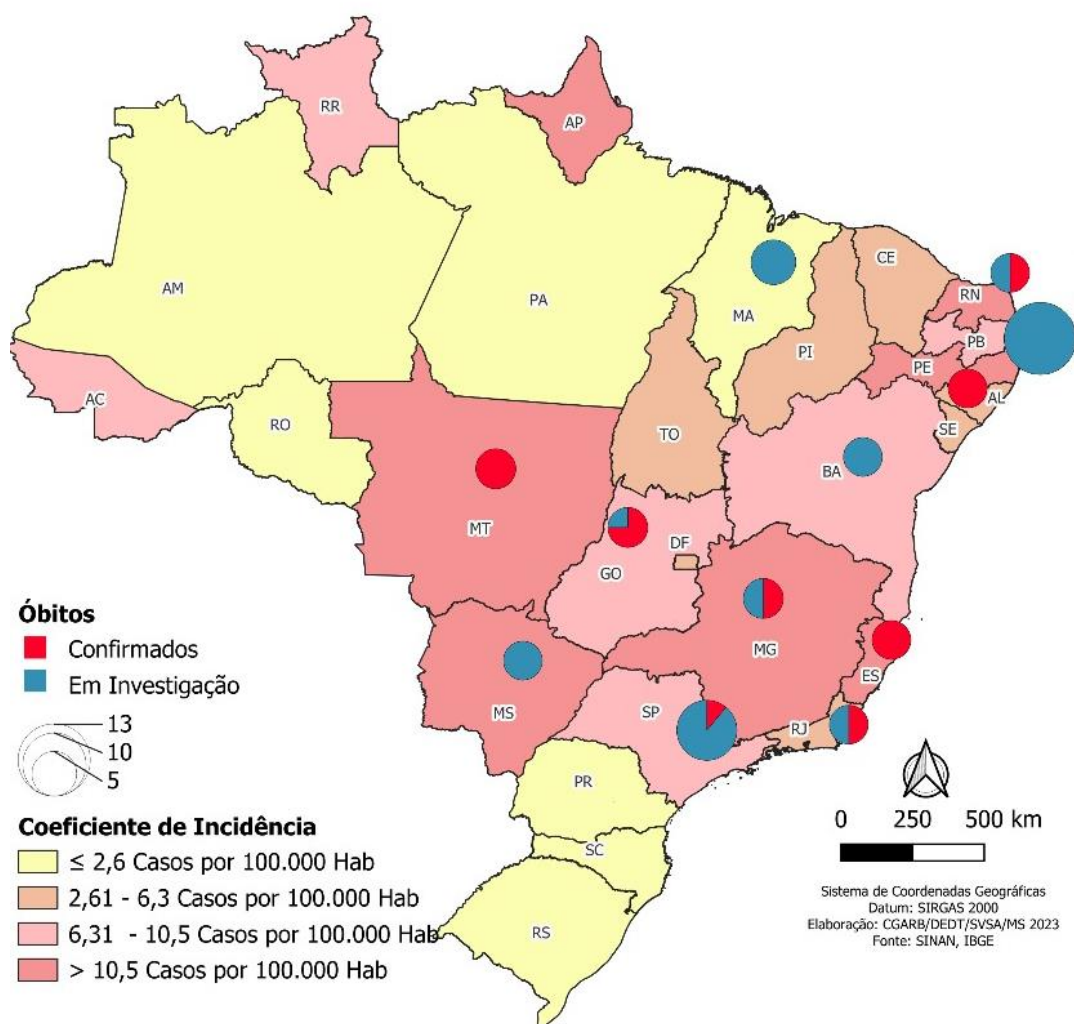 RR
AP
AM
PA
MA
CE
RN
PB
PE
AL
SE
PI
TO
AC
RO
BA
MT
DF
GO
MG
ES
MS
SP
RJ
PR
SC
RS
Óbitos
Confirmados
Em Investigação
13
10
5
Coeficiente de Incidência
≤ 2,6 Casos por 100.000 Hab
2,61 - 6,3 Casos por 100.000 Hab
6,31 - 10,5 Casos por 100.000 Hab
> 10,5 Casos por 100.000 Hab
0 250 500 km
Sistema de Coordenadas Geográficas
Datum: SIRGAS 2000
Elaboração: CGARB/DEDT/SVSA/MS 2023
Fonte: SINAN, IBGE